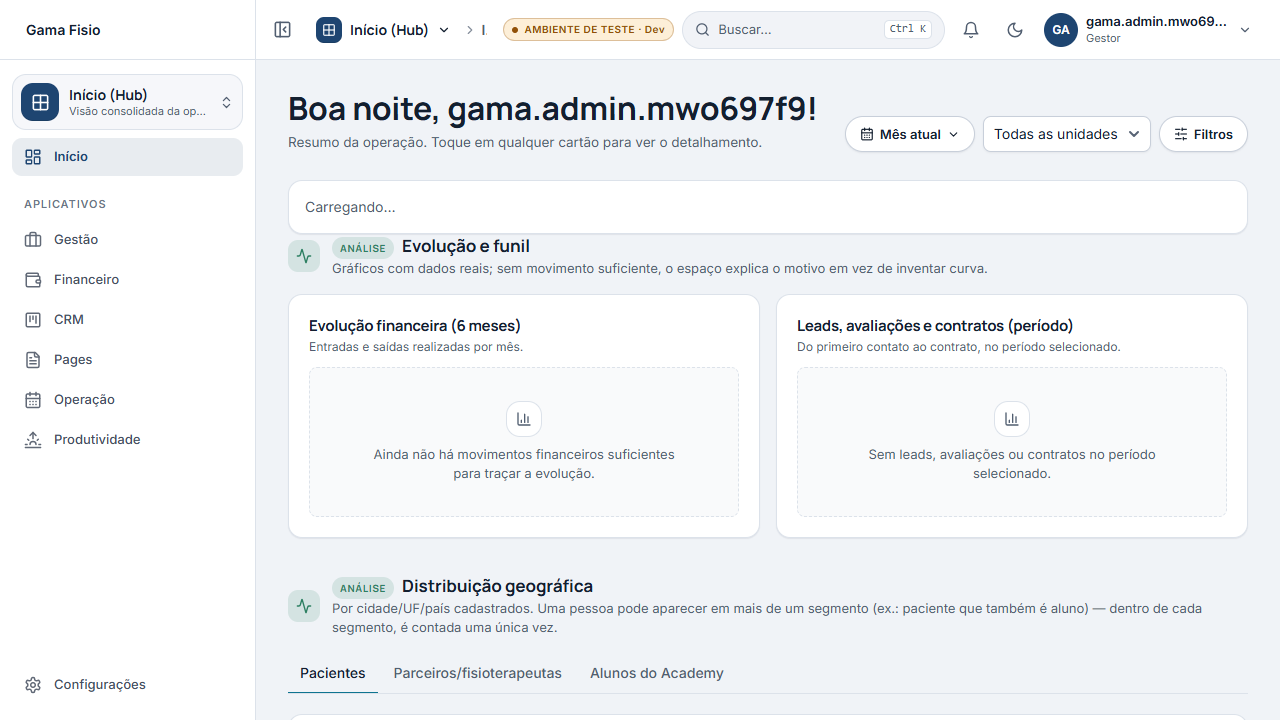 Gama Fisio
Início (Hub)
AMBIENTE DE TESTE · Dev
Buscar...
Ctrl K
GA
gama.admin.mwo69...
Gestor
Início (Hub)
Visão consolidada da op...
Início
APLICATIVOS
Gestão
Financeiro
CRM
Pages
Operação
Produtividade
Configurações
Boa noite, gama.admin.mwo697f9!
Resumo da operação. Toque em qualquer cartão para ver o detalhamento.
Mês atual
Todas as unidades
Filtros
Carregando...
ANÁLISE Evolução e funil
Gráficos com dados reais; sem movimento suficiente, o espaço explica o motivo em vez de inventar curva.
Evolução financeira (6 meses)
Entradas e saídas realizadas por mês.
Ainda não há movimentos financeiros suficientes
para traçar a evolução.
Leads, avaliações e contratos (período)
Do primeiro contato ao contrato, no período selecionado.
Sem leads, avaliações ou contratos no período
selecionado.
ANÁLISE Distribuição geográfica
Por cidade/UF/país cadastrados. Uma pessoa pode aparecer em mais de um segmento (ex.: paciente que também é aluno) — dentro de cada
segmento, é contada uma única vez.
Pacientes
Parceiros/fisioterapeutas
Alunos do Academy